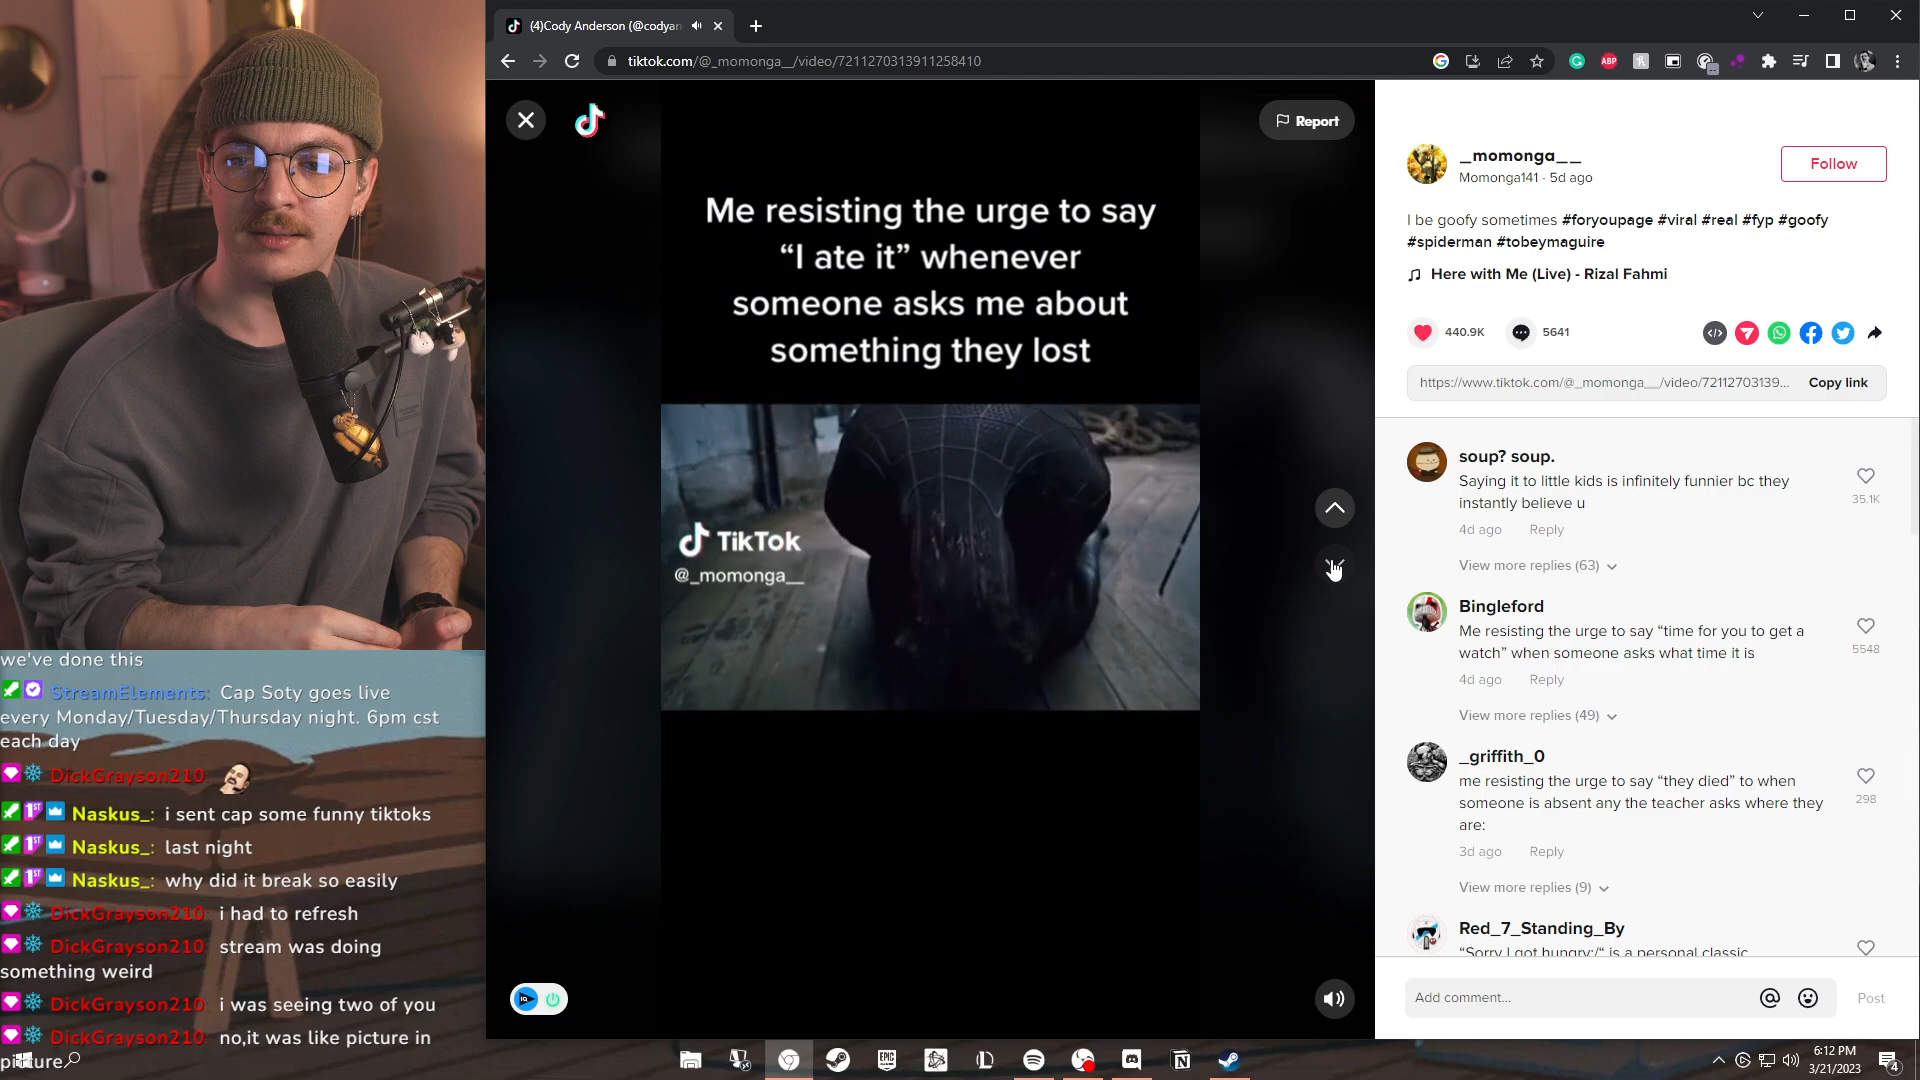 (4)Cody Anderson (@codyan
tiktok.com/@_momonga__/video/7211270313911258410
ABP
Report
Me resisting the urge to say
“I ate it” whenever
someone asks me about
something they lost
TikTok
@_momonga__
_momonga__
Momonga141 · 5d ago
Follow
I be goofy sometimes #foryoupage #viral #real #fyp #goofy
#spiderman #tobeymaguire
Here with Me (Live) - Rizal Fahmi
440.9K
5641
https://www.tiktok.com/@_momonga__/video/72112703139...
Copy link
soup? soup.
Saying it to little kids is infinitely funnier bc they
instantly believe u
35.1K
4d ago Reply
View more replies (63)
Bingleford
Me resisting the urge to say “time for you to get a
watch” when someone asks what time it is
5548
4d ago Reply
View more replies (49)
_griffith_0
me resisting the urge to say “they died” to when
someone is absent any the teacher asks where they
are:
298
3d ago Reply
View more replies (9)
Red_7_Standing_By
“Sorry I got hungry:/“ is a personal classic
Add comment...
Post
we've done this
StreamElements: Cap Soty goes live
every Monday/Tuesday/Thursday night. 6pm cst
each day
DickGrayson210:
Naskus_: i sent cap some funny tiktoks
Naskus_: last night
Naskus_: why did it break so easily
DickGrayson210: i had to refresh
DickGrayson210: stream was doing
something weird
DickGrayson210: i was seeing two of you
DickGrayson210: no,it was like picture in
picture
EPIC
GAMES
6:12 PM
3/21/2023
4